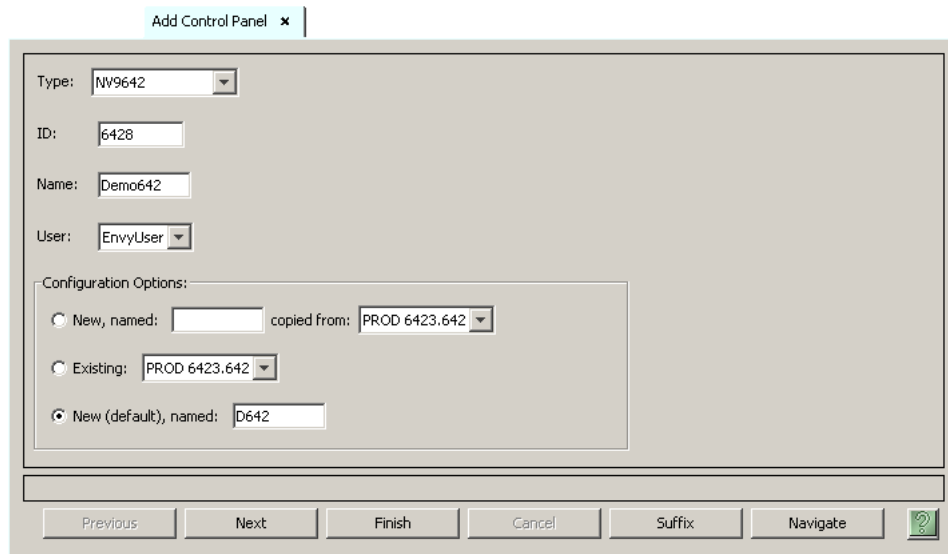 Add Control Panel ×
Type: NV9642
ID: 6428
Name: Demo642
User: EnvyUser
Configuration Options:
New, named: copied from: PROD 6423.642
Existing: PROD 6423.642
New (default), named: D642
Previous Next Finish Cancel Suffix Navigate ?